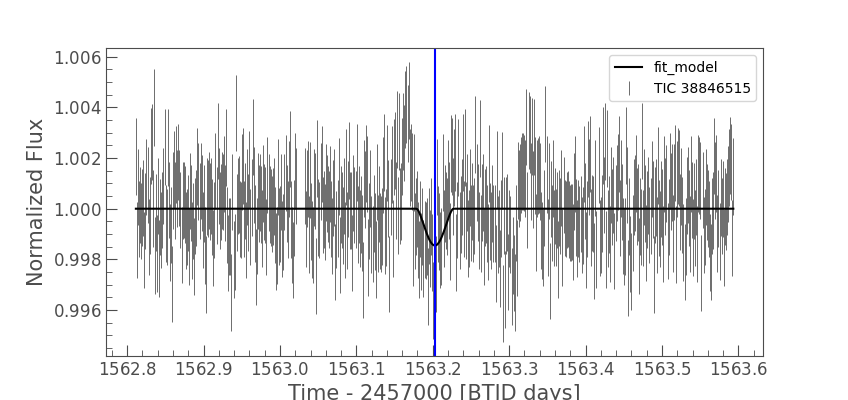 1.006
1.004
1.002
1.000
0.998
0.996
Normalized Flux
fit_model
TIC 38846515
1562.8 1562.9 1563.0 1563.1 1563.2 1563.3 1563.4 1563.5 1563.6
Time - 2457000 [BTJD days]